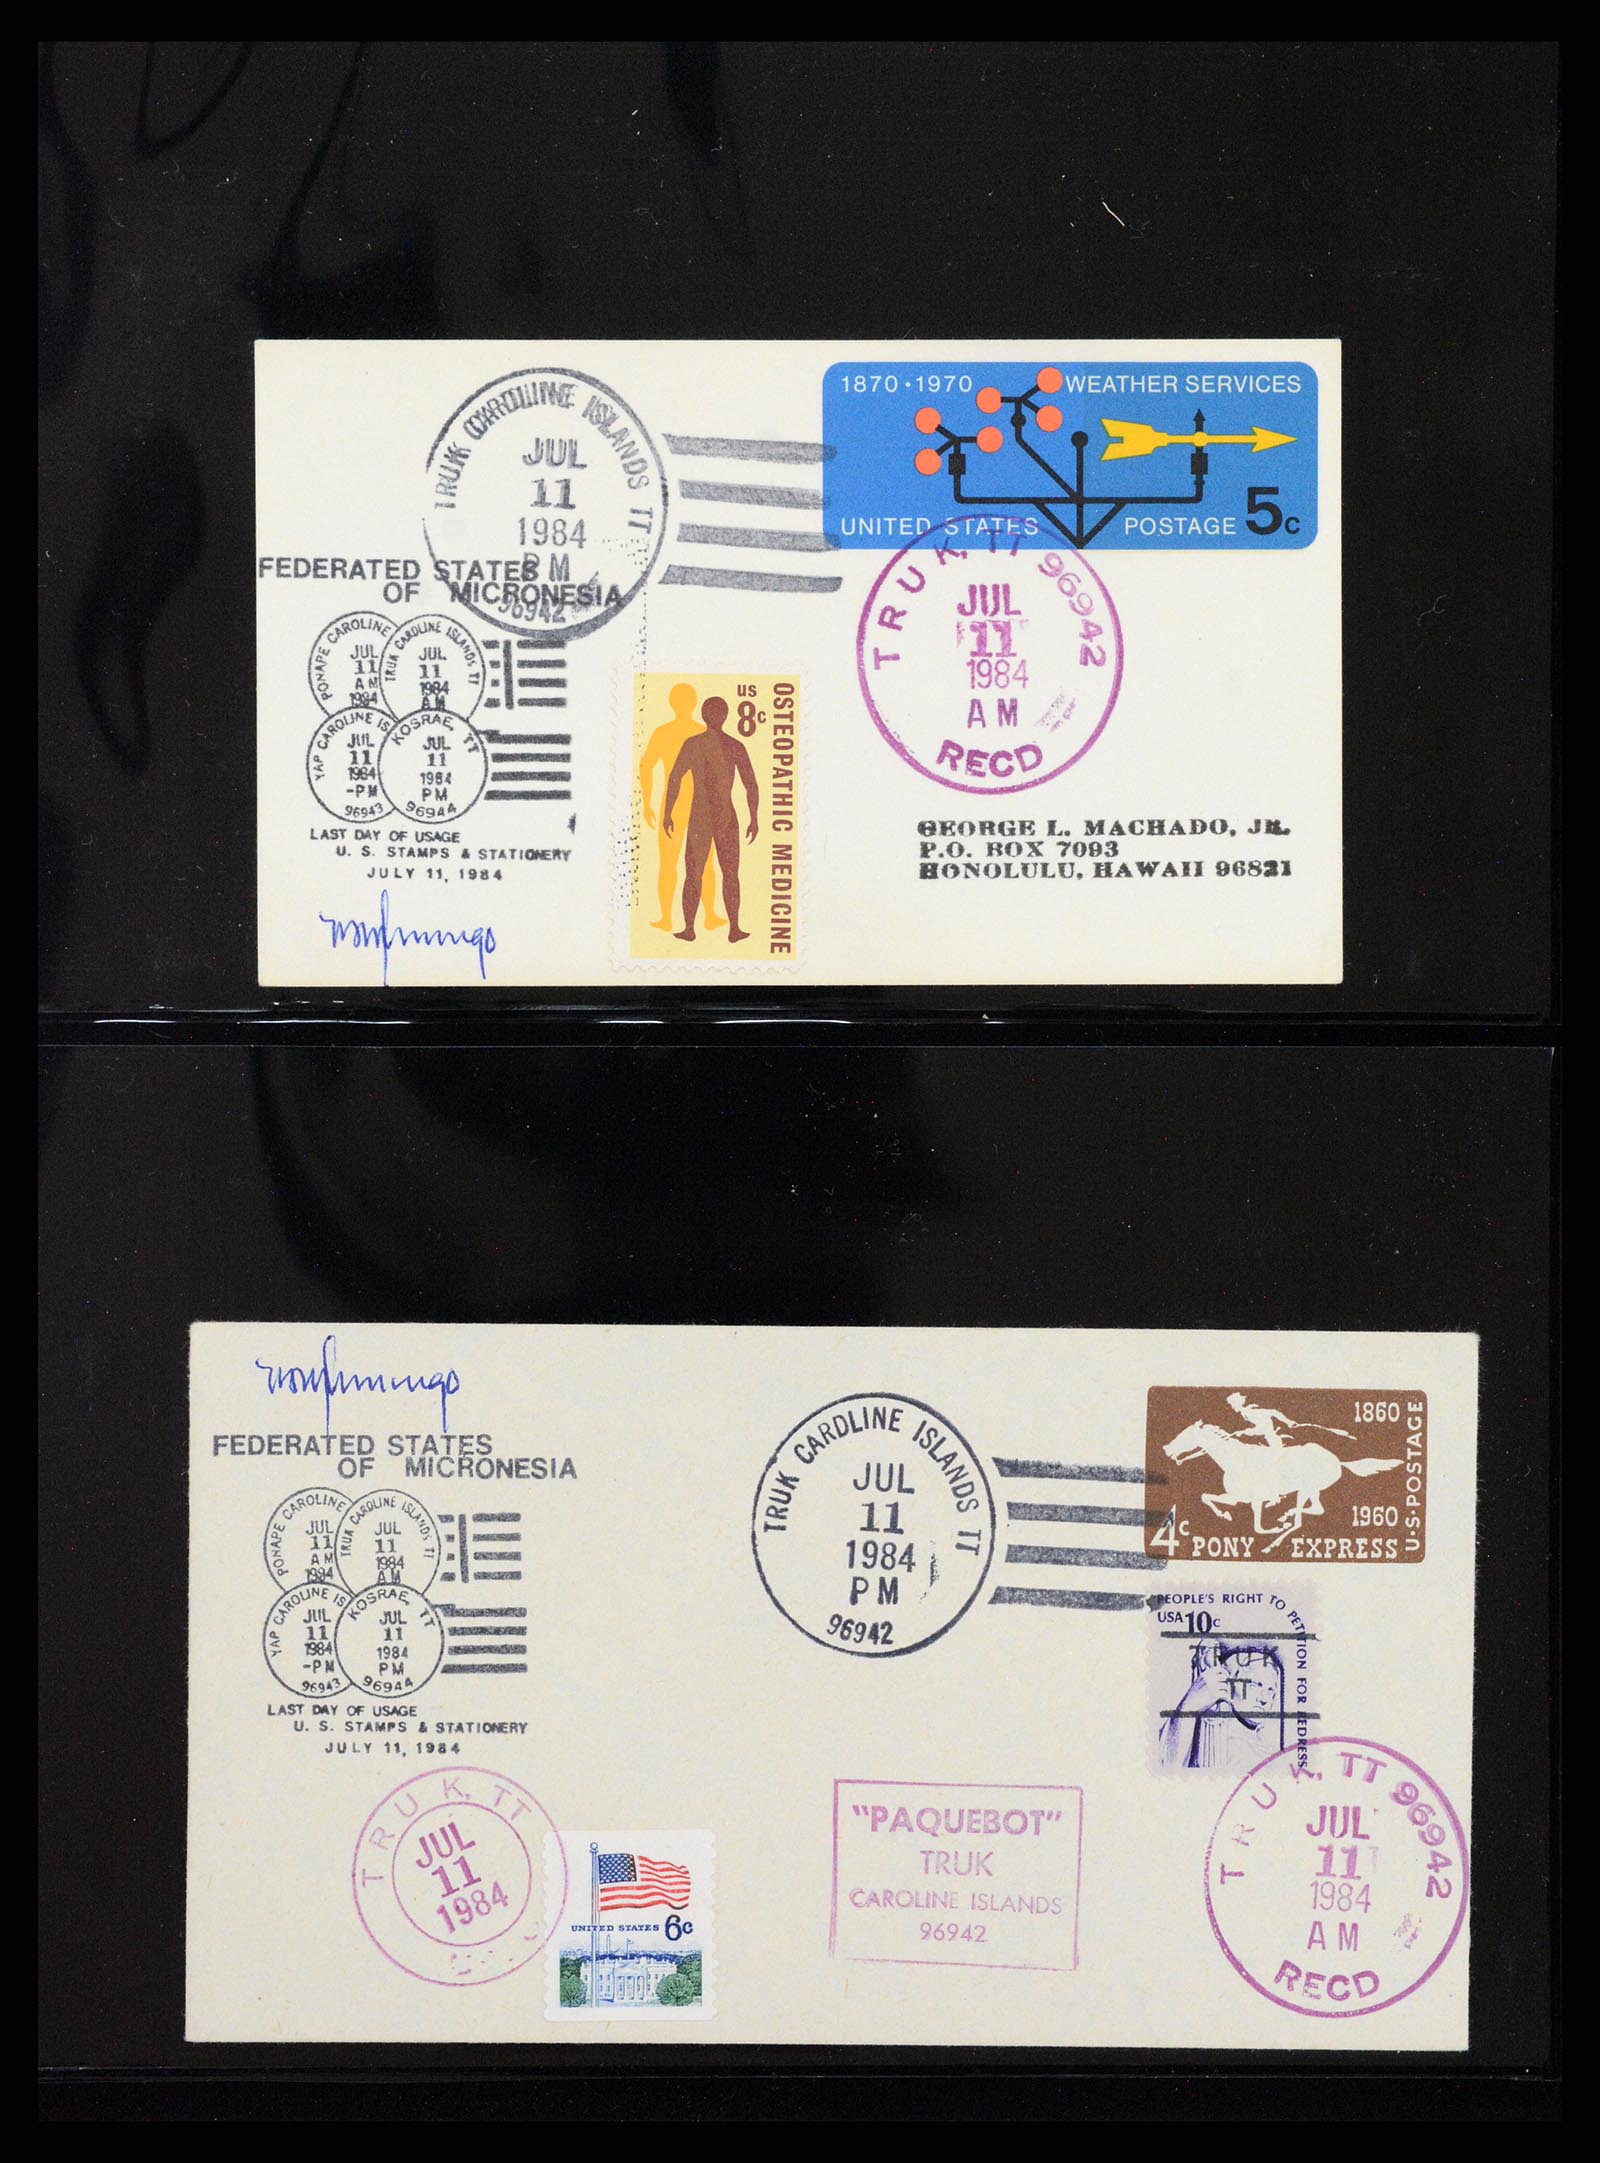 TRUK CAROLINE ISLANDS TT
JUL
11
1984
PM
96942
1870 • 1970 WEATHER SERVICES
UNITED STATES POSTAGE 5c
FEDERATED STATES
OF MICRONESIA
PONAPE CAROLINE
JUL
11
AM
1984
TRUK CARDLINE ISLANDS TT
JUL
11
1984
AM
YAP CAROLINE IS
JUL
11
1984
-PM
96943
KOSRAE, TT
JUL
11
1984
PM
96944
LAST DAY OF USAGE
U. S. STAMPS & STATIONERY
JULY 11, 1984
US
8c
OSTEOPATHIC MEDICINE
TRUK, TT 96942
JUL
11
1984
AM
RECD
GEORGE L. MACHADO, JR.
P.O. BOX 7093
HONOLULU, HAWAII 96821
FEDERATED STATES
OF MICRONESIA
PONAPE CAROLINE
JUL
11
AM
1984
TRUK CARDLINE ISLANDS TT
JUL
11
1984
AM
YAP CAROLINE IS
JUL
11
1984
-PM
96943
KOSRAE, TT
JUL
11
1984
PM
96944
LAST DAY OF USAGE
U. S. STAMPS & STATIONERY
JULY 11, 1984
TRUK CARDLINE ISLANDS TT
JUL
11
1984
PM
96942
1860
1960
4c PONY EXPRESS
U·S·POSTAGE
PEOPLE'S RIGHT TO PETITION FOR REDRESS
USA 10c
TRUK
TT
TRUK, TT
JUL
11
1984
UNITED STATES 6c
"PAQUEBOT"
TRUK
CAROLINE ISLANDS
96942
TRUK, TT 96942
JUL
11
1984
AM
RECD